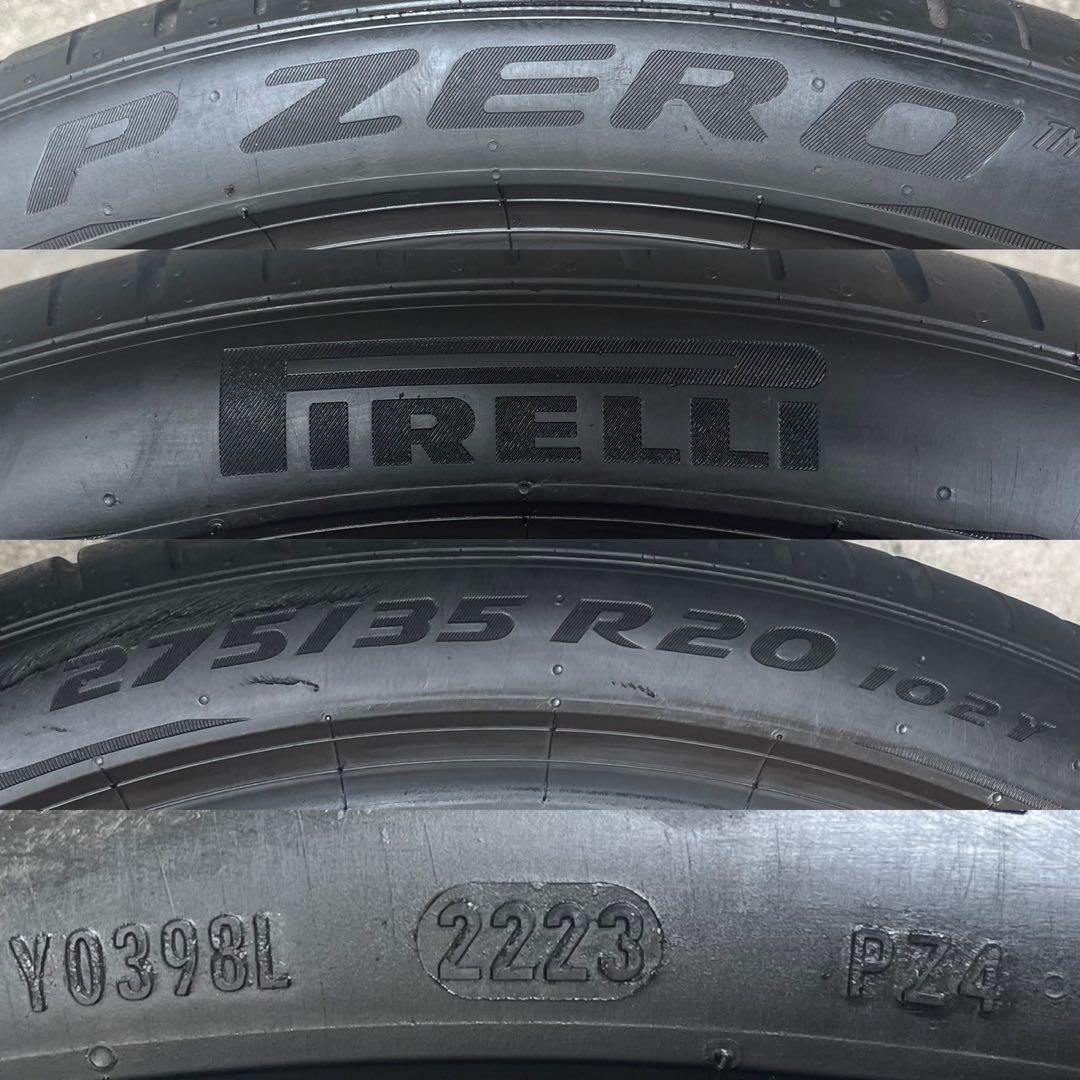 P ZERO™
PIRELLI
275/35 R20 102Y
Y0398L 2223 PZ4